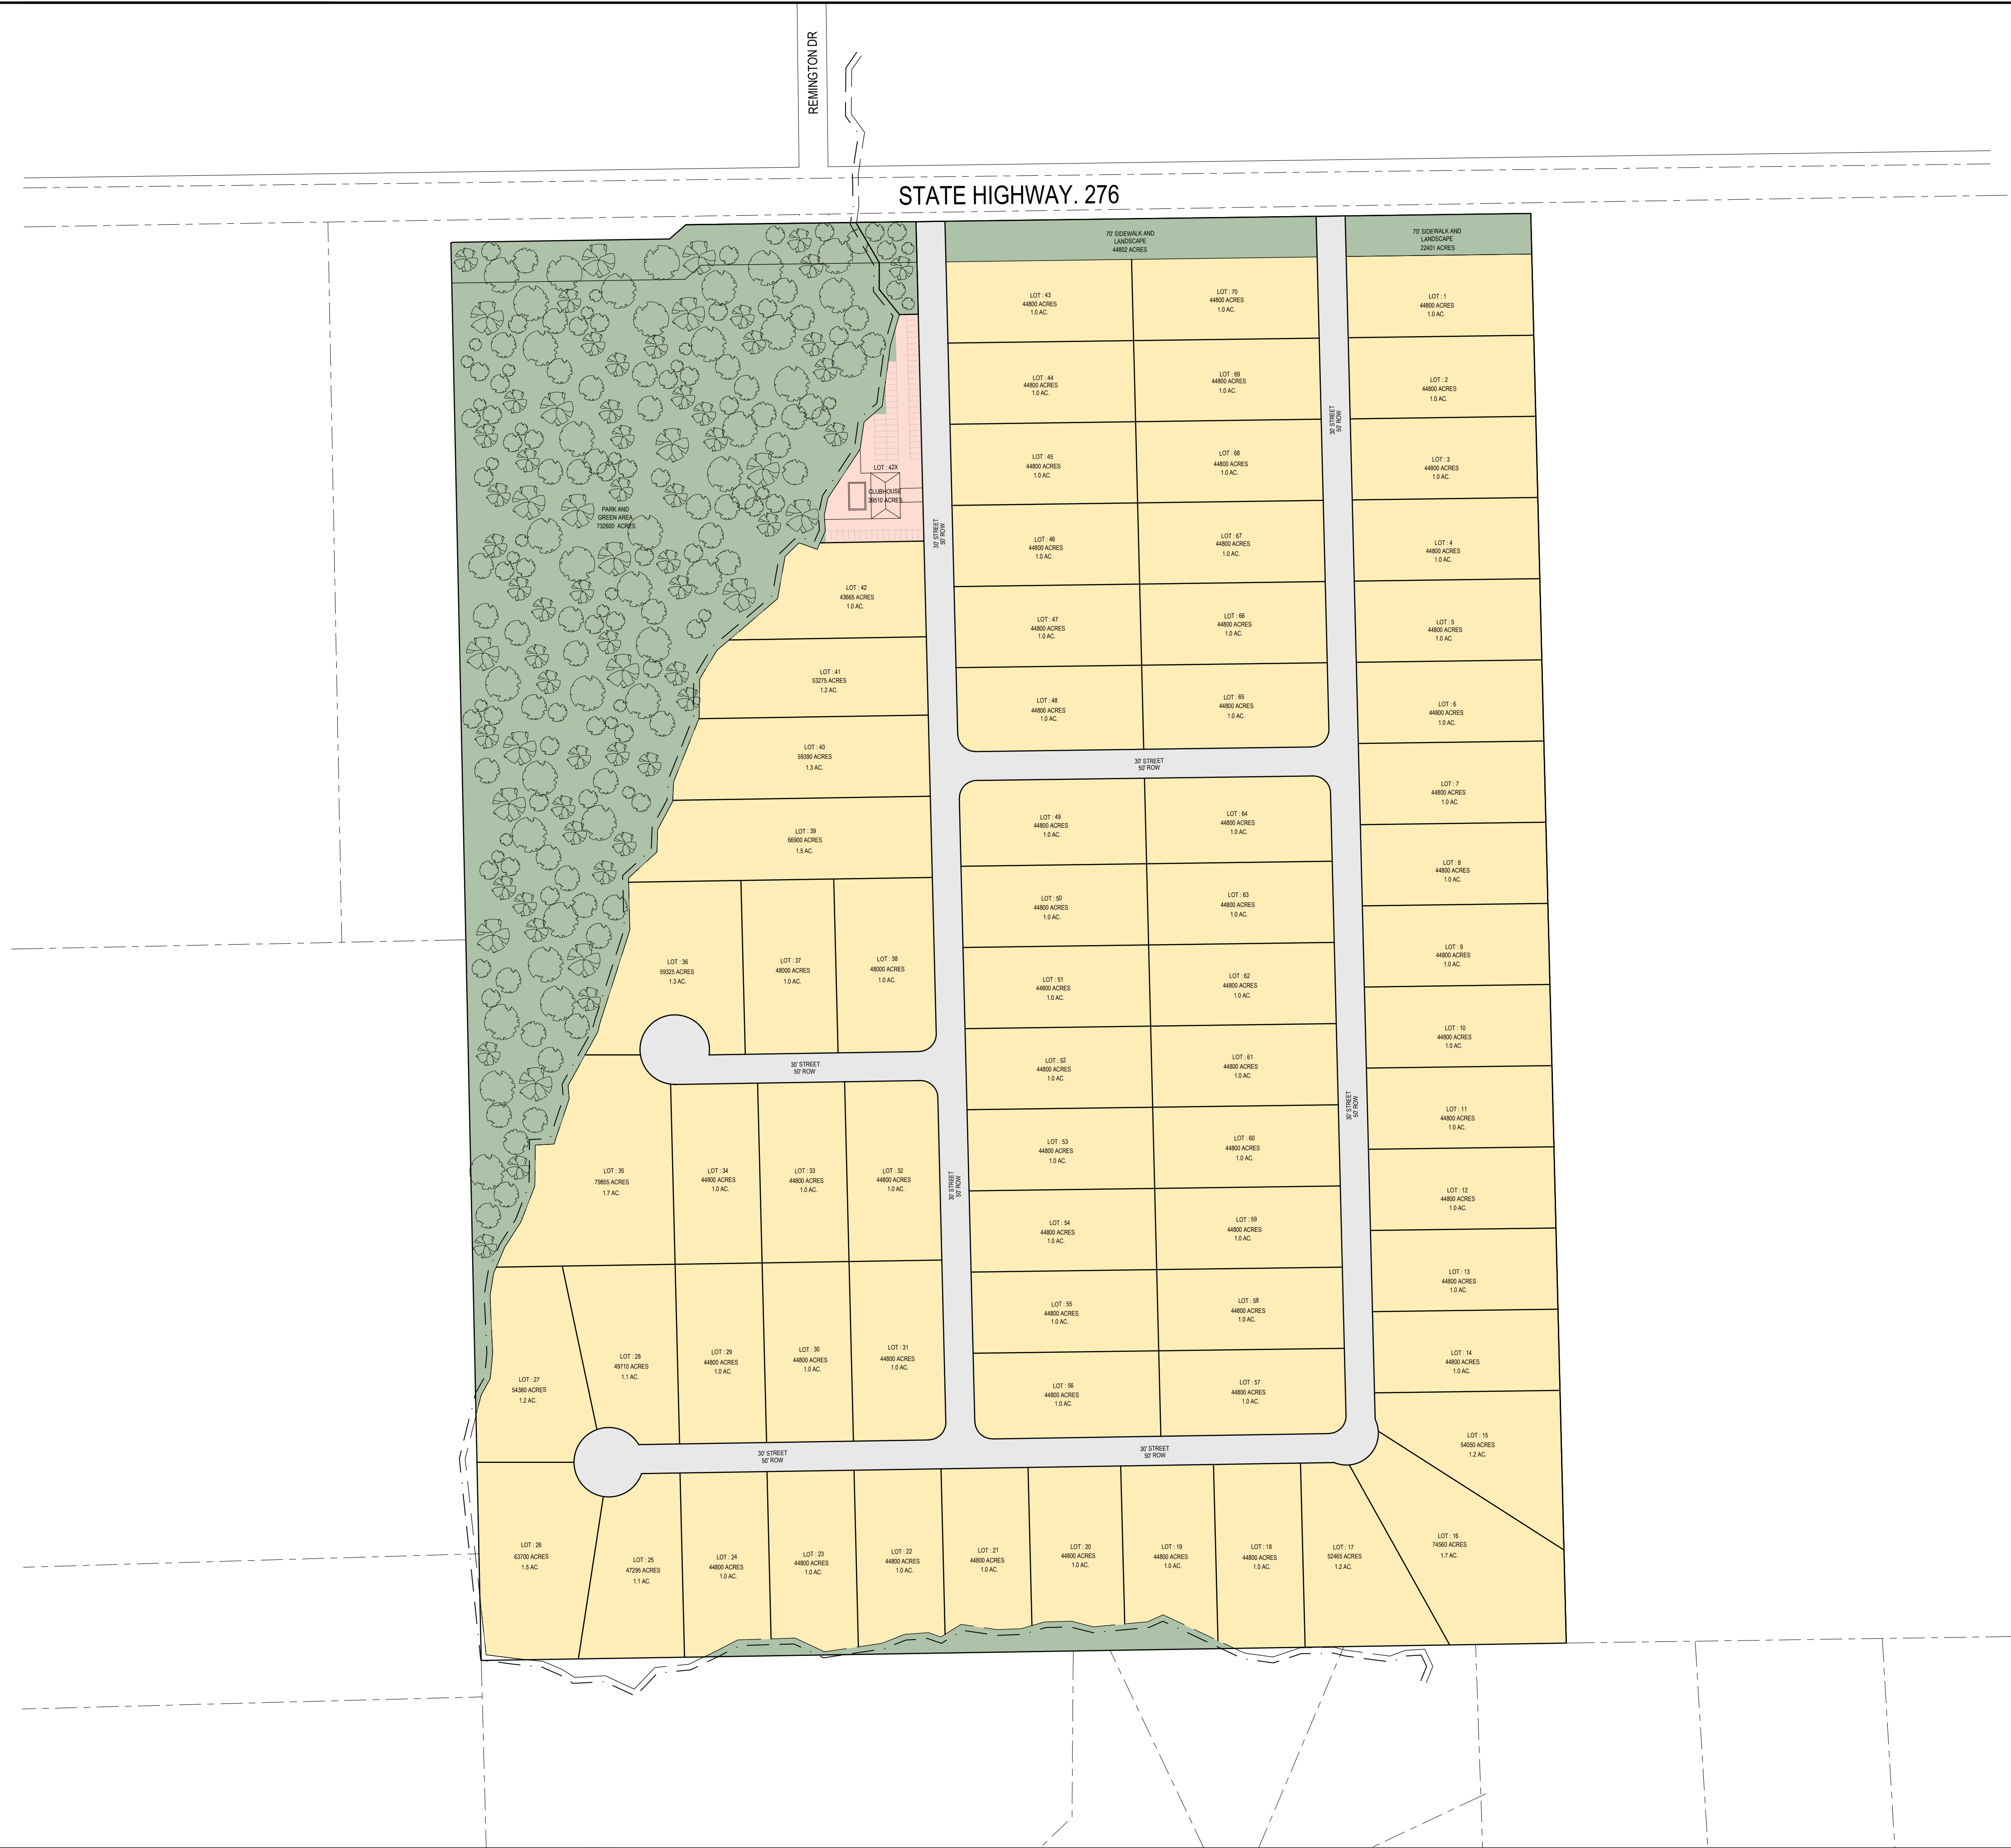 REMINGTON DR
STATE HIGHWAY. 276
70' SIDEWALK AND
LANDSCAPE
44802 ACRES
70' SIDEWALK AND
LANDSCAPE
22401 ACRES
LOT : 43
44800 ACRES
1.0 AC.
LOT : 70
44800 ACRES
1.0 AC.
LOT : 1
44800 ACRES
1.0 AC.
LOT : 44
44800 ACRES
1.0 AC.
LOT : 69
44800 ACRES
1.0 AC.
LOT : 2
44800 ACRES
1.0 AC.
30' STREET
50' ROW
LOT : 45
44800 ACRES
1.0 AC.
LOT : 68
44800 ACRES
1.0 AC.
LOT : 3
44800 ACRES
1.0 AC.
LOT : 42X
CLUBHOUSE
39510 ACRES
PARK AND
GREEN AREA
732600 ACRES
30' STREET
50' ROW
LOT : 46
44800 ACRES
1.0 AC.
LOT : 67
44800 ACRES
1.0 AC.
LOT : 4
44800 ACRES
1.0 AC.
LOT : 42
43665 ACRES
1.0 AC.
LOT : 47
44800 ACRES
1.0 AC.
LOT : 66
44800 ACRES
1.0 AC.
LOT : 5
44800 ACRES
1.0 AC.
LOT : 41
53275 ACRES
1.2 AC.
LOT : 48
44800 ACRES
1.0 AC.
LOT : 65
44800 ACRES
1.0 AC.
LOT : 6
44800 ACRES
1.0 AC.
LOT : 40
59390 ACRES
1.3 AC.
30' STREET
50' ROW
LOT : 7
44800 ACRES
1.0 AC.
LOT : 39
66900 ACRES
1.5 AC.
LOT : 49
44800 ACRES
1.0 AC.
LOT : 64
44800 ACRES
1.0 AC.
LOT : 8
44800 ACRES
1.0 AC.
LOT : 50
44800 ACRES
1.0 AC.
LOT : 63
44800 ACRES
1.0 AC.
LOT : 9
44800 ACRES
1.0 AC.
LOT : 36
59325 ACRES
1.3 AC.
LOT : 37
48000 ACRES
1.0 AC.
LOT : 38
48000 ACRES
1.0 AC.
LOT : 51
44800 ACRES
1.0 AC.
LOT : 62
44800 ACRES
1.0 AC.
LOT : 10
44800 ACRES
1.0 AC.
30' STREET
50' ROW
LOT : 52
44800 ACRES
1.0 AC.
LOT : 61
44800 ACRES
1.0 AC.
30' STREET
50' ROW
LOT : 11
44800 ACRES
1.0 AC.
LOT : 35
79855 ACRES
1.7 AC.
LOT : 34
44800 ACRES
1.0 AC.
LOT : 33
44800 ACRES
1.0 AC.
LOT : 32
44800 ACRES
1.0 AC.
30' STREET
50' ROW
LOT : 53
44800 ACRES
1.0 AC.
LOT : 60
44800 ACRES
1.0 AC.
LOT : 12
44800 ACRES
1.0 AC.
LOT : 54
44800 ACRES
1.0 AC.
LOT : 59
44800 ACRES
1.0 AC.
LOT : 13
44800 ACRES
1.0 AC.
LOT : 55
44800 ACRES
1.0 AC.
LOT : 58
44800 ACRES
1.0 AC.
LOT : 14
44800 ACRES
1.0 AC.
LOT : 27
54380 ACRES
1.2 AC.
LOT : 28
49710 ACRES
1.1 AC.
LOT : 29
44800 ACRES
1.0 AC.
LOT : 30
44800 ACRES
1.0 AC.
LOT : 31
44800 ACRES
1.0 AC.
LOT : 56
44800 ACRES
1.0 AC.
LOT : 57
44800 ACRES
1.0 AC.
LOT : 15
54050 ACRES
1.2 AC.
30' STREET
50' ROW
30' STREET
50' ROW
LOT : 26
63700 ACRES
1.5 AC.
LOT : 25
47295 ACRES
1.1 AC.
LOT : 24
44800 ACRES
1.0 AC.
LOT : 23
44800 ACRES
1.0 AC.
LOT : 22
44800 ACRES
1.0 AC.
LOT : 21
44800 ACRES
1.0 AC.
LOT : 20
44800 ACRES
1.0 AC.
LOT : 19
44800 ACRES
1.0 AC.
LOT : 18
44800 ACRES
1.0 AC.
LOT : 17
52465 ACRES
1.2 AC.
LOT : 16
74560 ACRES
1.7 AC.